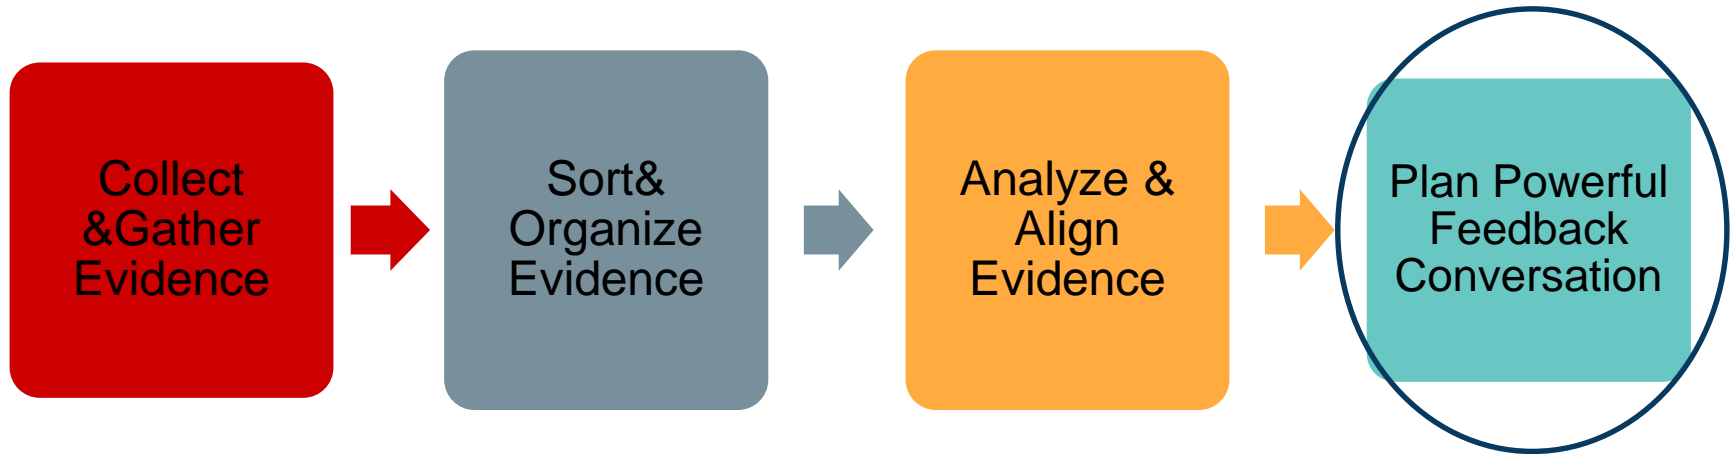 Collect
&Gather
Evidence
Sort&
Organize
Evidence
Analyze &
Align
Evidence
Plan Powerful
Feedback
Conversation